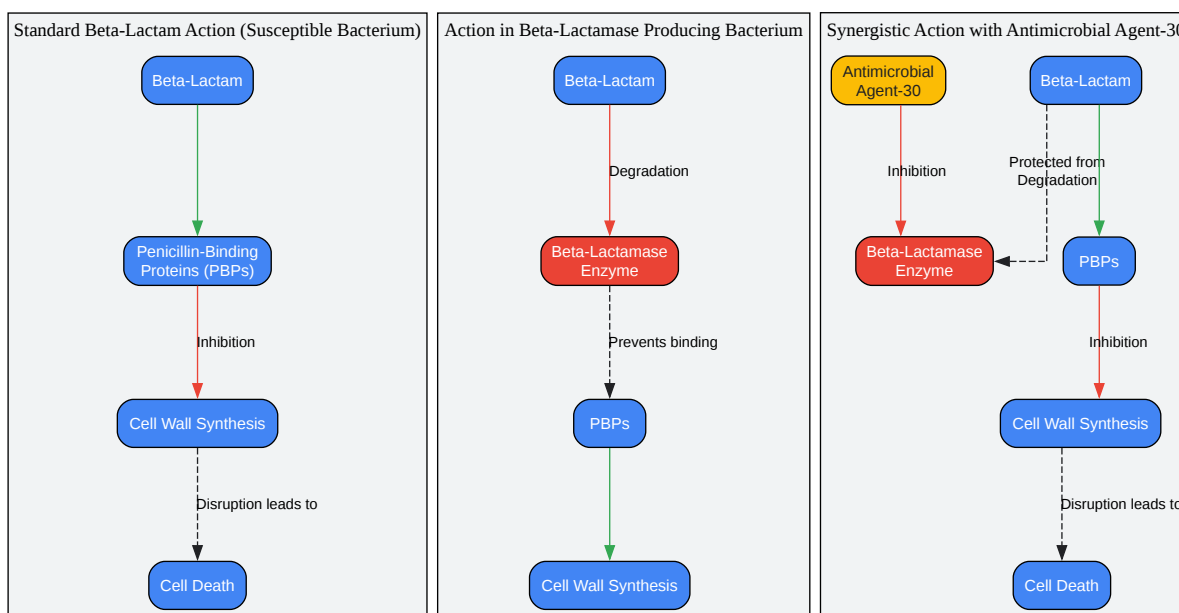 Standard Beta-Lactam Action (Susceptible Bacterium)
Beta-Lactam
Penicillin-Binding
Proteins (PBPs)
Inhibition
Cell Wall Synthesis
Disruption leads to
Cell Death
Action in Beta-Lactamase Producing Bacterium
Beta-Lactam
Degradation
Beta-Lactamase
Enzyme
Prevents binding
PBPs
Cell Wall Synthesis
Synergistic Action with Antimicrobial Agent-30
Antimicrobial
Agent-30
Beta-Lactam
Inhibition
Protected from
Degradation
Beta-Lactamase
Enzyme
PBPs
Inhibition
Cell Wall Synthesis
Disruption leads to
Cell Death